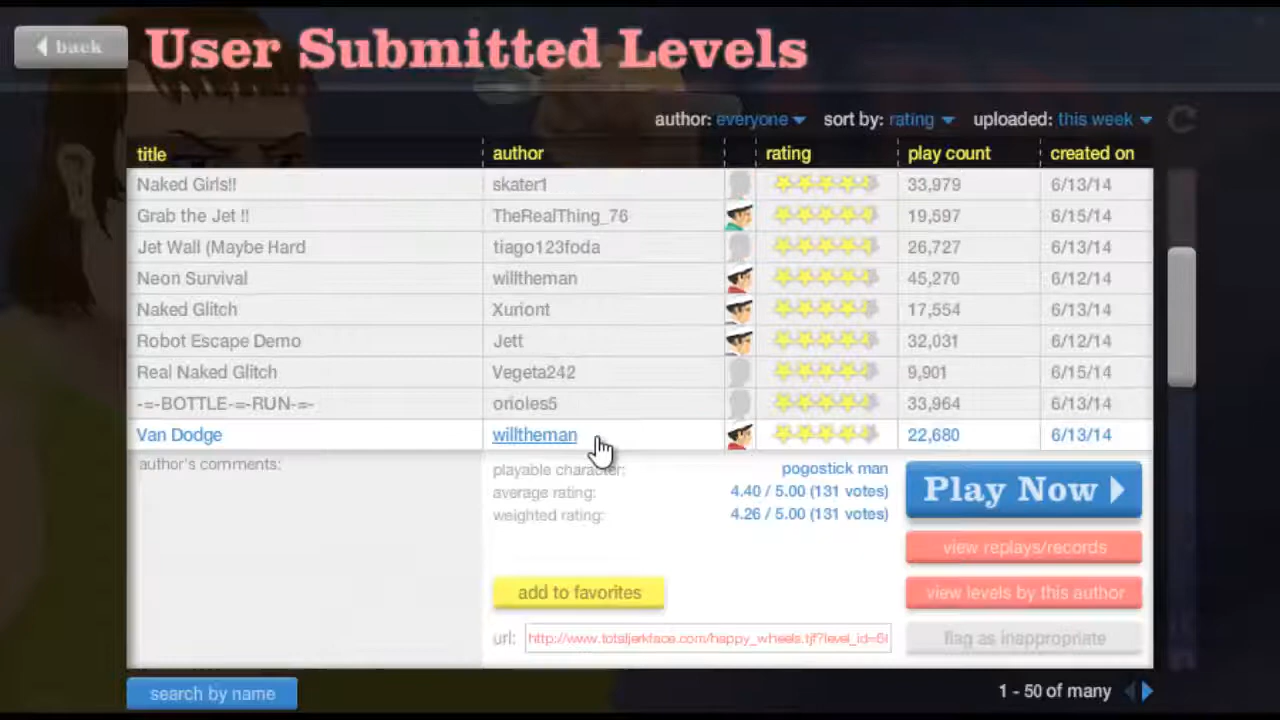 back
User Submitted Levels
author: everyone sort by: rating uploaded: this week
title author rating play count created on
Naked Girls!! skater1 33,979 6/13/14
Grab the Jet !! TheRealThing_76 19,597 6/15/14
Jet Wall (Maybe Hard tiago123foda 26,727 6/13/14
Neon Survival willtheman 45,270 6/12/14
Naked Glitch Xuriont 17,554 6/13/14
Robot Escape Demo Jett 32,031 6/12/14
Real Naked Glitch Vegeta242 9,901 6/15/14
-=-BOTTLE-=-RUN-=- orioles5 33,964 6/13/14
Van Dodge willtheman 22,680 6/13/14
author's comments:
playable character: pogostick man
average rating: 4.40 / 5.00 (131 votes)
weighted rating: 4.26 / 5.00 (131 votes)
Play Now
view replays/records
add to favorites
view levels by this author
url: http://www.totaljerkface.com/happy_wheels.tjf?level_id=5
flag as inappropriate
search by name
1 - 50 of many